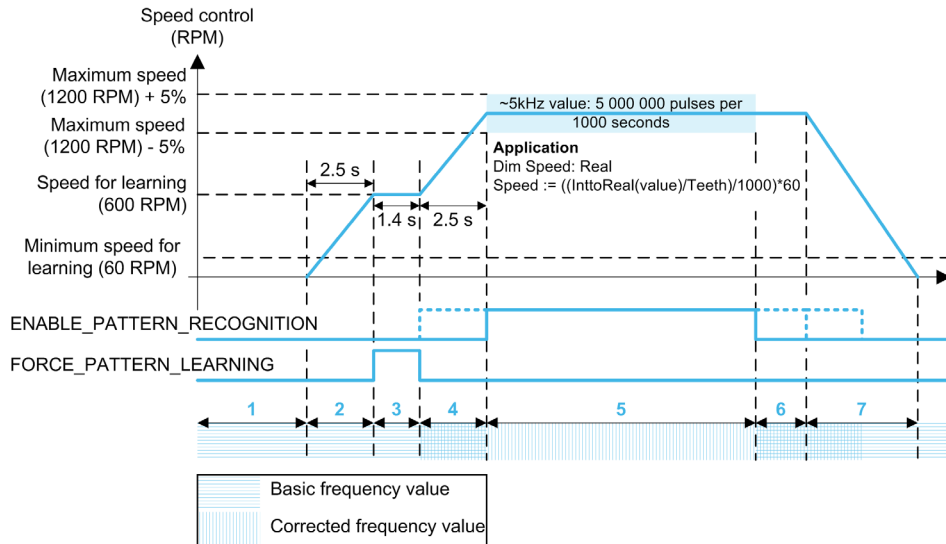 Speed control
(RPM)
Maximum speed
(1200 RPM) + 5%
~5kHz value: 5 000 000 pulses per
1000 seconds
Maximum speed
(1200 RPM) - 5%
Application
Dim Speed: Real
Speed := ((InttoReal(value)/Teeth)/1000)*60
2.5 s
Speed for learning
(600 RPM)
1.4 s
2.5 s
Minimum speed for
learning (60 RPM)
ENABLE_PATTERN_RECOGNITION
FORCE_PATTERN_LEARNING
1 2 3 4 5 6 7
Basic frequency value
Corrected frequency value